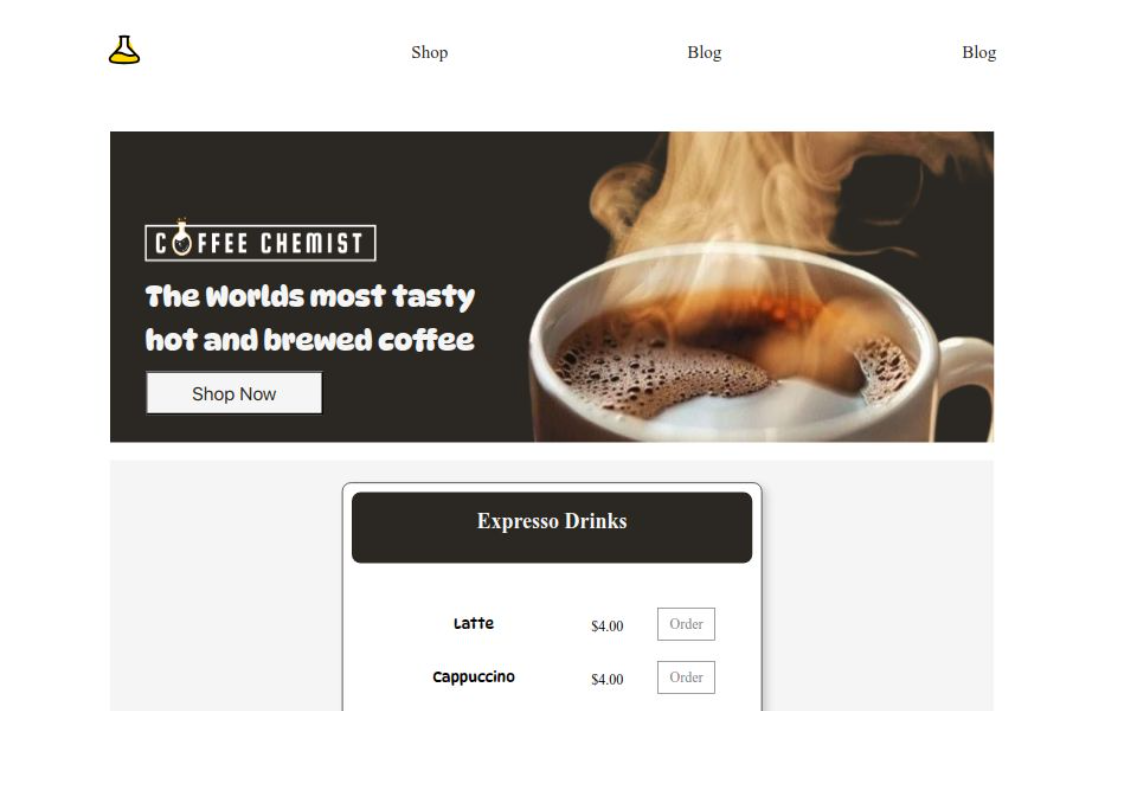 Shop
Blog
Blog
COFFEE CHEMIST
The Worlds most tasty
hot and brewed coffee
Shop Now
Expresso Drinks
Latte $4.00 Order
Cappuccino $4.00 Order